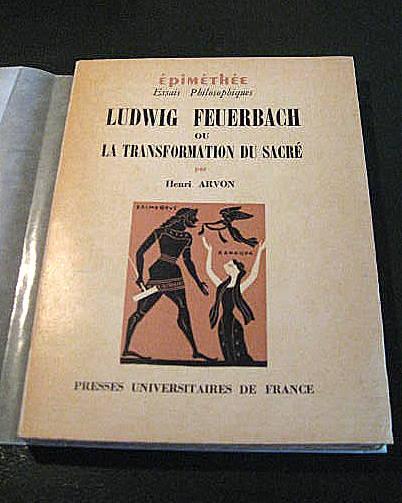 épiméthée
Essais Philosophiques
LUDWIG FEUERBACH
OU
LA TRANSFORMATION DU SACRÉ
par
Henri ARVON
PRESSES UNIVERSITAIRES DE FRANCE